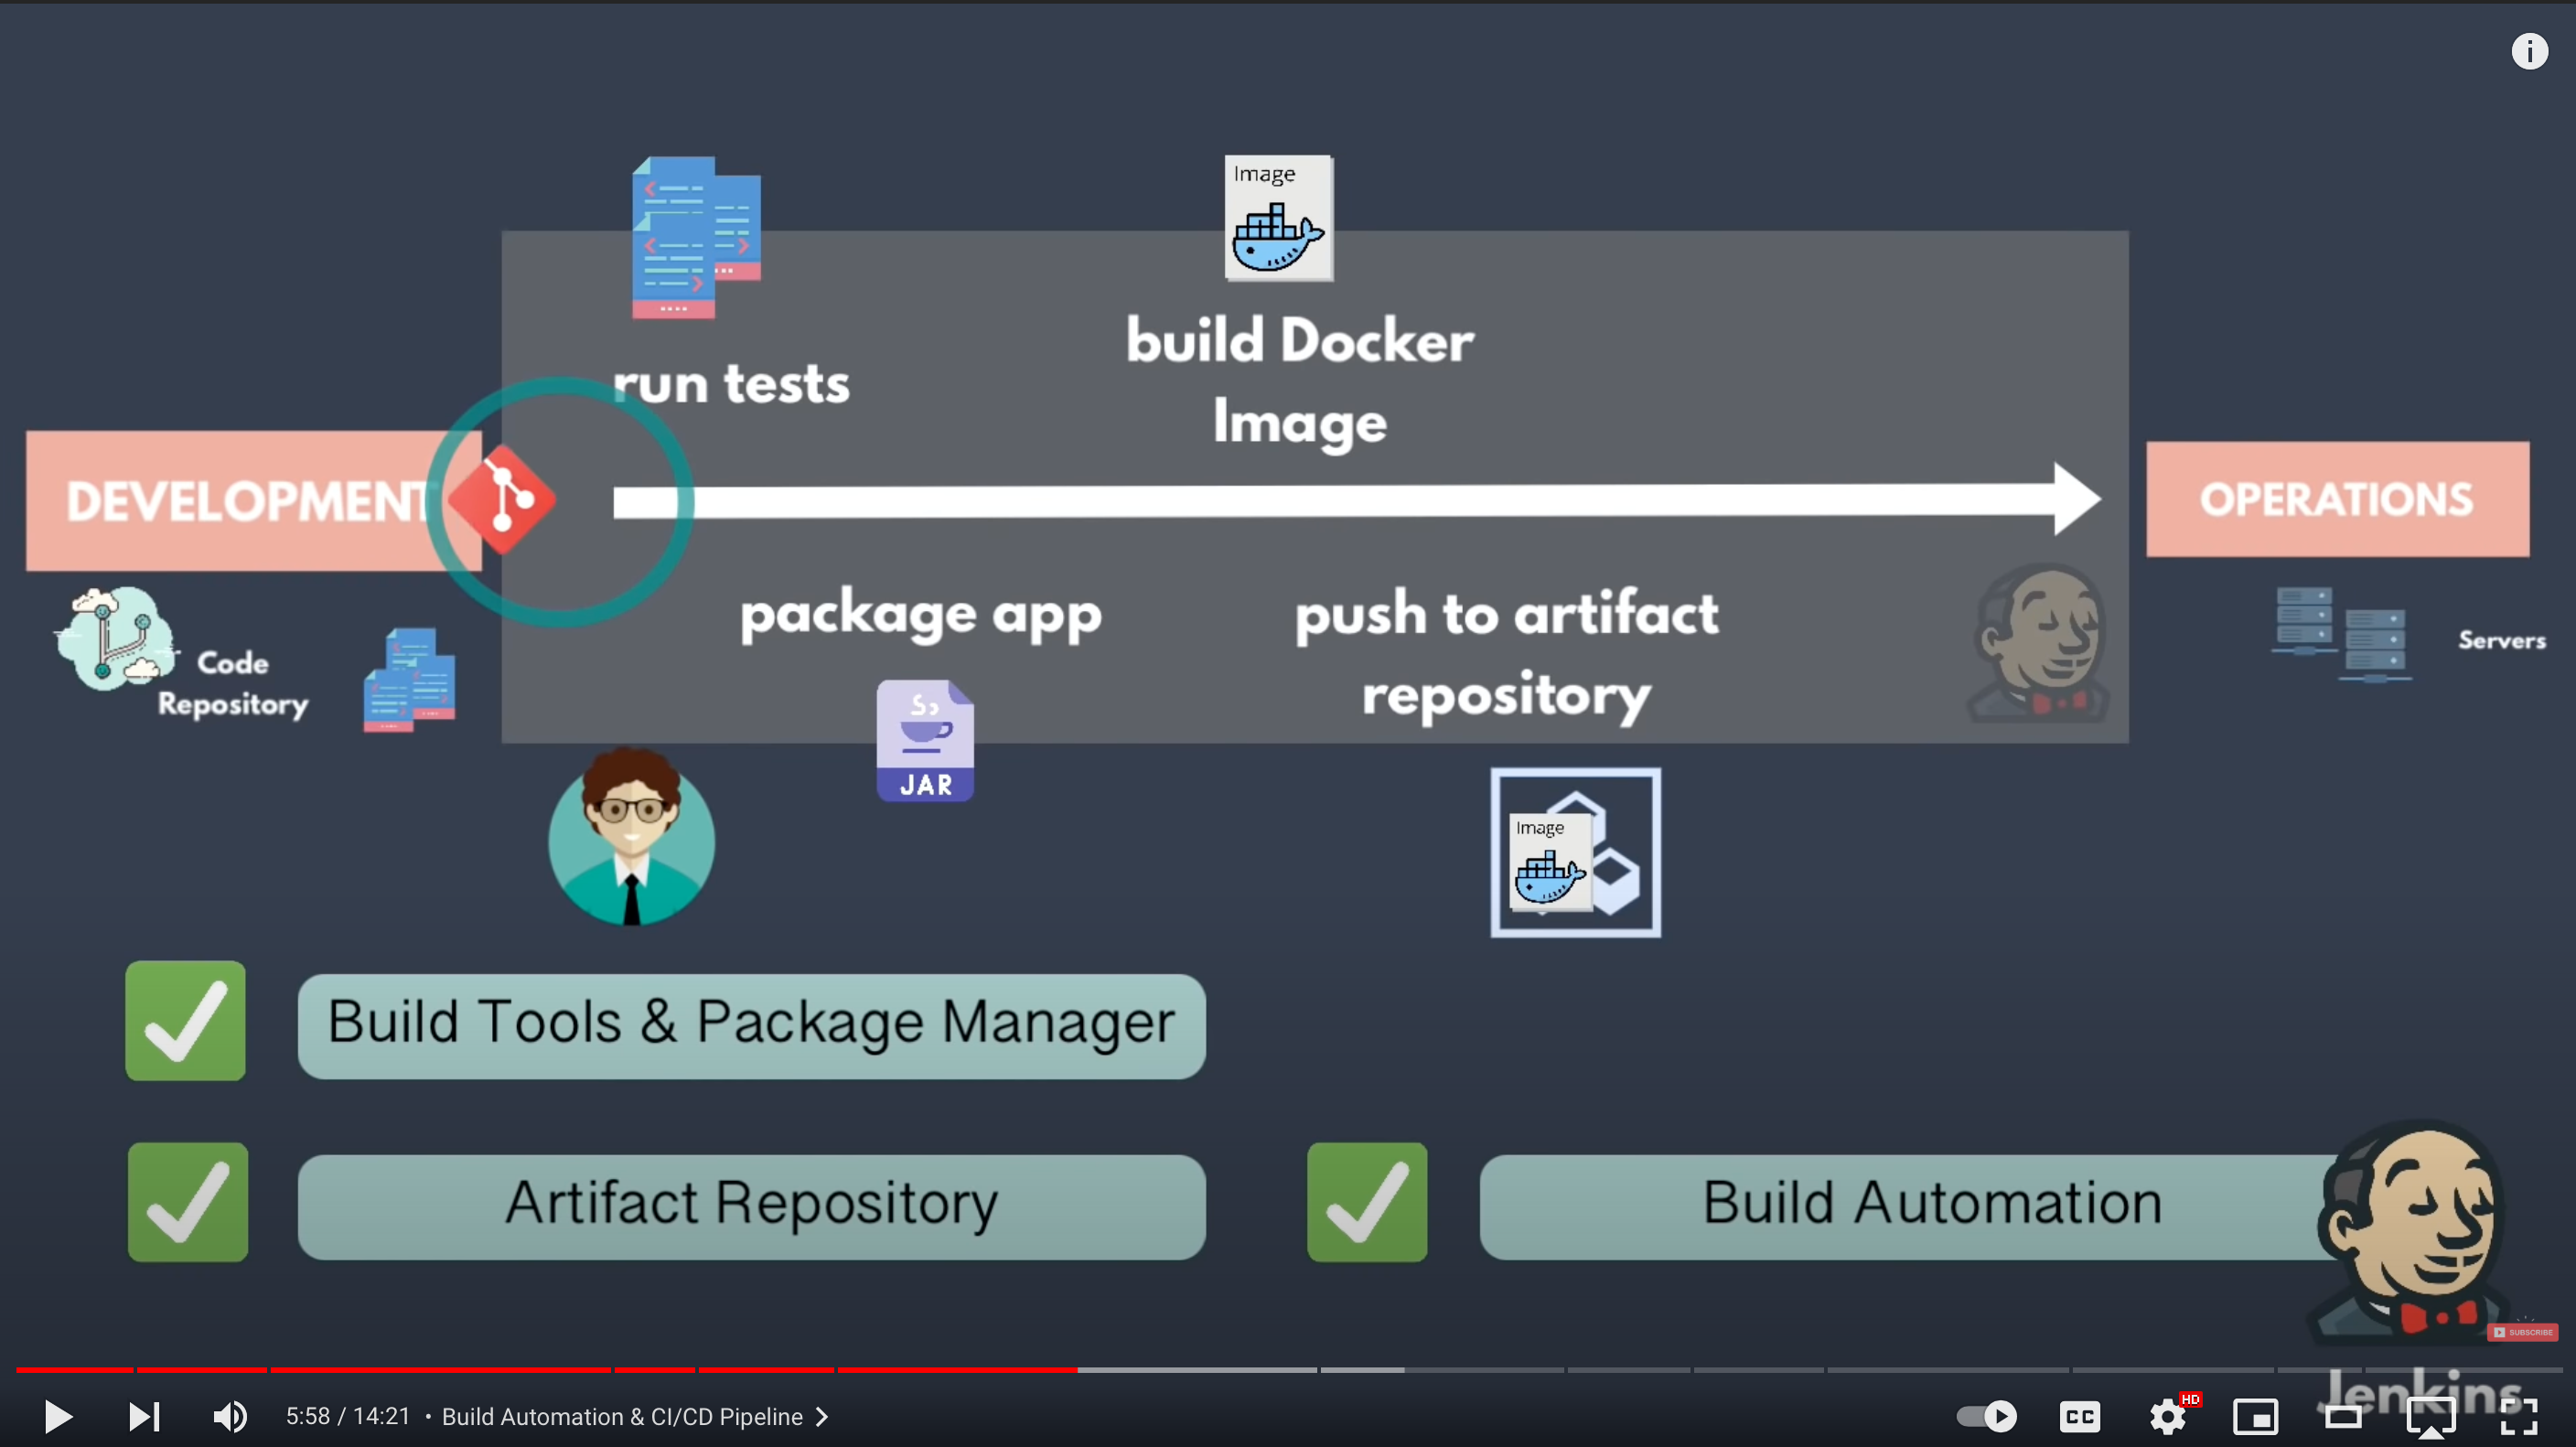 Image
build Docker
Image
run tests
DEVELOPMENT
OPERATIONS
Code
Repository
package app
push to artifact
repository
Servers
JAR
Image
Build Tools & Package Manager
Artifact Repository
Build Automation
SUBSCRIBE
Jenkins
5:58 / 14:21 • Build Automation & CI/CD Pipeline
CC
HD